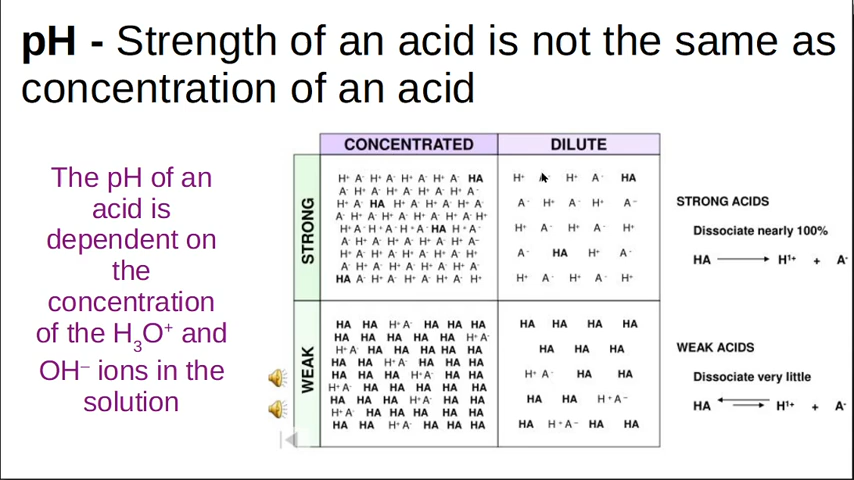 pH - Strength of an acid is not the same as
concentration of an acid
The pH of an
acid is
dependent on
the
concentration
of the H₃O⁺ and
OH⁻ ions in the
solution
CONCENTRATED
DILUTE
STRONG
H⁺ A⁻ H⁺ A⁻ H⁺ A⁻ H⁺ A⁻ HA
A⁻ H⁺ A⁻ H⁺ A⁻ H⁺ A⁻ H⁺ A⁻
H⁺ A⁻ HA H⁺ A⁻ H⁺ A⁻ H⁺ A⁻
A⁻ H⁺ A⁻ H⁺ A⁻ H⁺ A⁻ H⁺ A⁻ H⁺
H⁺ A⁻ H⁺ A⁻ H⁺ A⁻ HA H⁺ A⁻
A⁻ H⁺ A⁻ H⁺ A⁻ H⁺ A⁻ H⁺ A⁻
H⁺ A⁻ H⁺ A⁻ H⁺ A⁻ H⁺ A⁻ H⁺
A⁻ H⁺ A⁻ H⁺ A⁻ H⁺ A⁻ H⁺ A⁻
HA A⁻ H⁺ A⁻ H⁺ A⁻ H⁺ A⁻ H⁺
H⁺ H⁺ A⁻ HA
A⁻ H⁺ A⁻ H⁺ A⁻
H⁺ A⁻ H⁺ A⁻ H⁺
A⁻ HA H⁺ A⁻
H⁺ A⁻ H⁺ A⁻ H⁺
STRONG ACIDS
Dissociate nearly 100%
HA ⟶ H¹⁺ + A⁻
WEAK
HA HA H⁺A⁻ HA HA HA
HA HA HA HA HA H⁺A⁻
H⁺A⁻ HA HA HA HA HA
HA HA H⁺A⁻ HA HA HA
HA HA HA H⁺A⁻ HA HA
H⁺A⁻ HA HA HA HA HA
HA HA HA H⁺A⁻ HA HA
H⁺A⁻ HA HA HA HA HA
HA HA H⁺A⁻ HA HA HA
HA HA HA HA
HA HA HA
H⁺A⁻ HA HA
HA HA H⁺A⁻
HA H⁺A⁻ HA HA
WEAK ACIDS
Dissociate very little
HA ⇄ H¹⁺ + A⁻